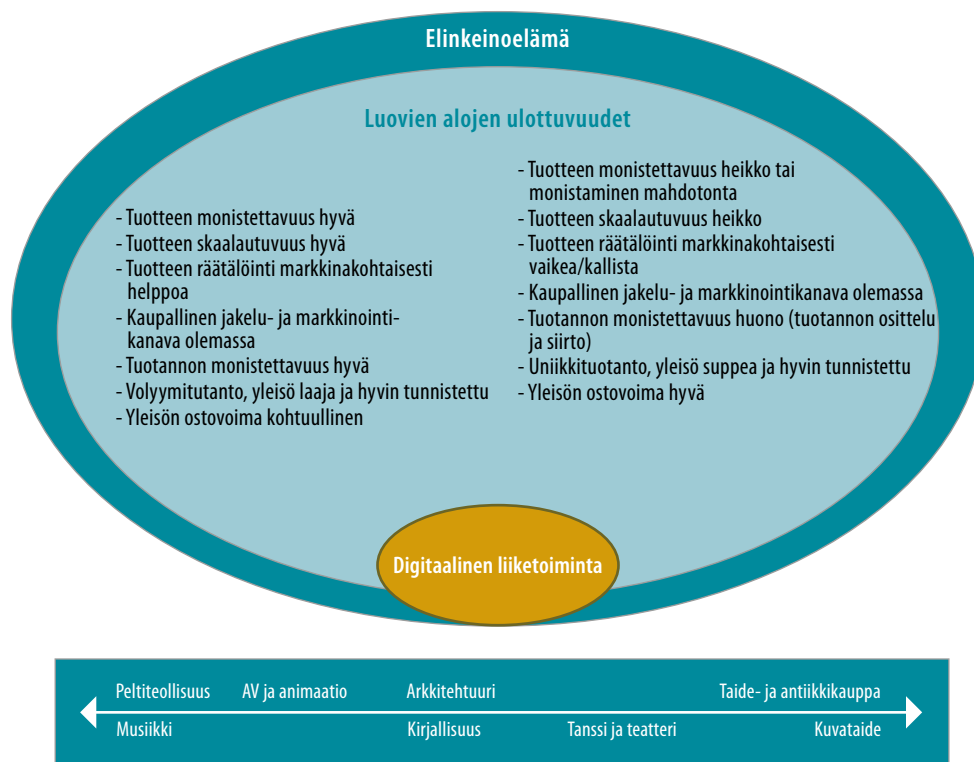 Elinkeinoelämä
Luovien alojen ulottuvuudet
- Tuotteen monistettavuus hyvä
- Tuotteen skaalautuvuus hyvä
- Tuotteen räätälöinti markkinakohtaisesti
helppoa
- Kaupallinen jakelu- ja markkinointi-
kanava olemassa
- Tuotannon monistettavuus hyvä
- Volyymitutanto, yleisö laaja ja hyvin tunnistettu
- Yleisön ostovoima kohtuullinen
- Tuotteen monistettavuus heikko tai
monistaminen mahdotonta
- Tuotteen skaalautuvuus heikko
- Tuotteen räätälöinti markkinakohtaisesti
vaikea/kallista
- Kaupallinen jakelu- ja markkinointikanava olemassa
- Tuotannon monistettavuus huono (tuotannon osittelu
ja siirto)
- Uniikkituotanto, yleisö suppea ja hyvin tunnistettu
- Yleisön ostovoima hyvä
Digitaalinen liiketoiminta
Peltiteollisuus AV ja animaatio Arkkitehtuuri Taide- ja antiikkikauppa
Musiikki Kirjallisuus Tanssi ja teatteri Kuvataide